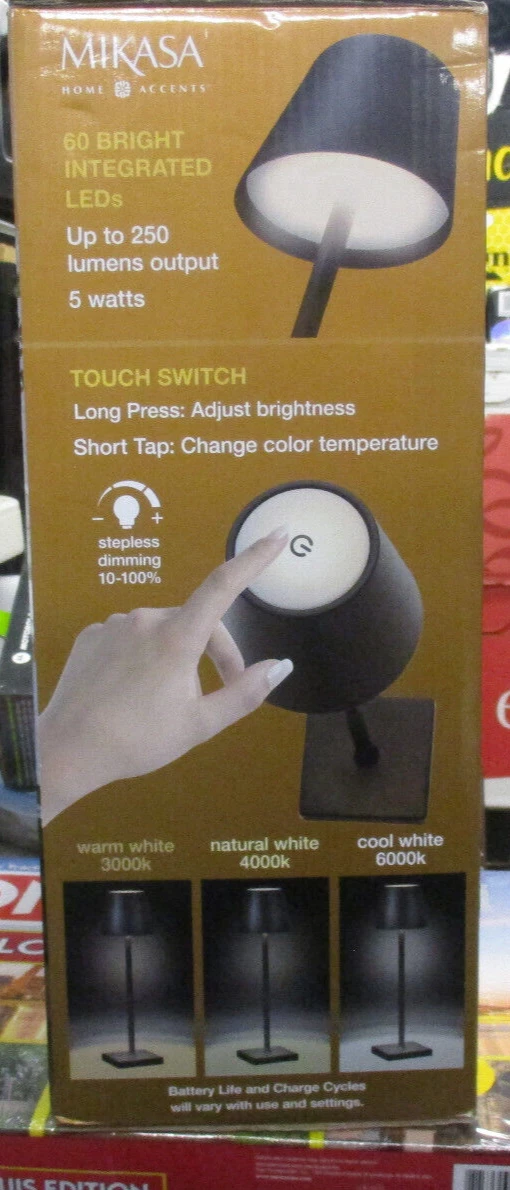 MIKASA
HOME ACCENTS
60 BRIGHT
INTEGRATED
LEDs
Up to 250
lumens output
5 watts
TOUCH SWITCH
Long Press: Adjust brightness
Short Tap: Change color temperature
- +
stepless
dimming
10-100%
warm white
3000k
natural white
4000k
cool white
6000k
Battery Life and Charge Cycles
will vary with use and settings.
EDITION